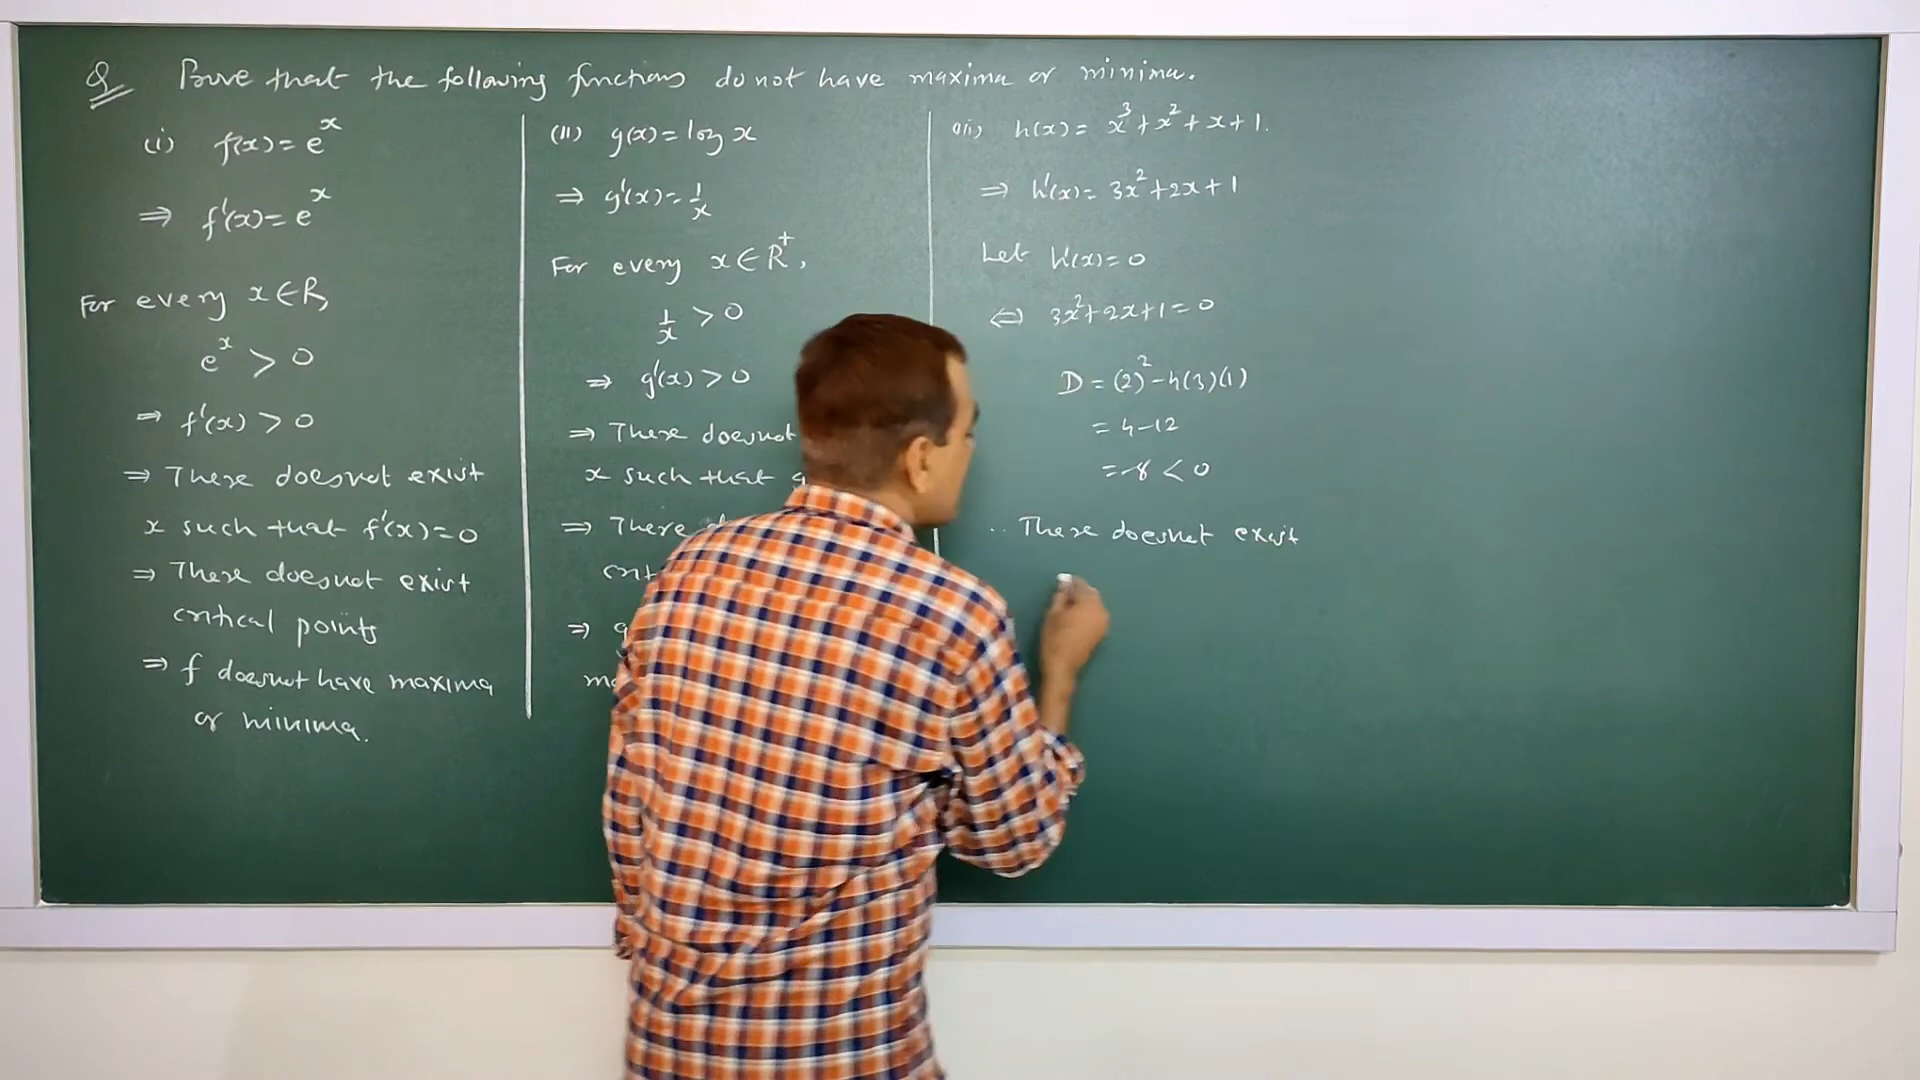 Q Prove that the following functions do not have maxima or minima.
(i) f(x) = e^x
⇒ f'(x) = e^x
For every x ∈ R,
e^x > 0
⇒ f'(x) > 0
⇒ There doesnot exist
x such that f'(x) = 0
⇒ There doesnot exist
critical points
⇒ f doesnot have maxima
or minima.
(ii) g(x) = log x
⇒ g'(x) = 1/x
For every x ∈ R^+,
1/x > 0
⇒ g'(x) > 0
⇒ There doesnot
x such that
⇒ There
⇒ g
(iii) h(x) = x^3 + x^2 + x + 1.
⇒ h'(x) = 3x^2 + 2x + 1
Let h'(x) = 0
⇔ 3x^2 + 2x + 1 = 0
D = (2)^2 - 4(3)(1)
= 4 - 12
= -8 < 0
∴ There doesnot exist